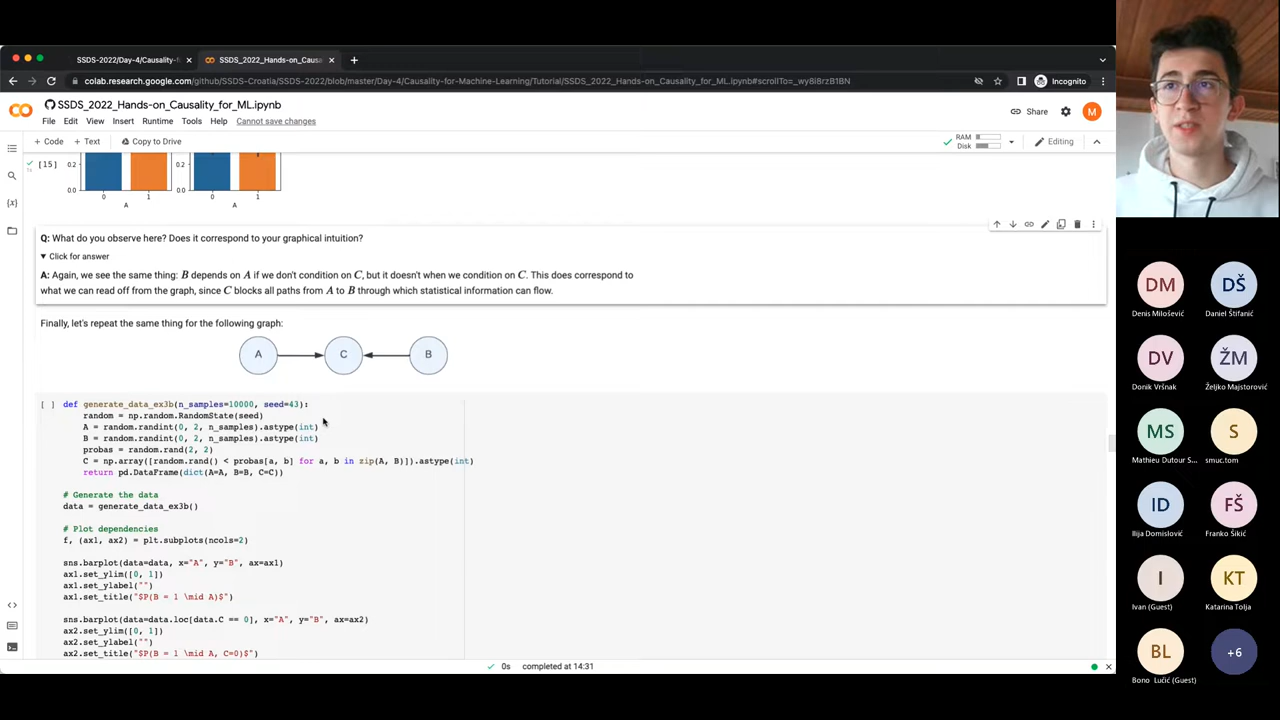 SSDS-2022/Day-4/Causality-f
SSDS_2022_Hands-on_Causa
colab.research.google.com/github/SSDS-Croatia/SSDS-2022/blob/master/Day-4/Causality-for-Machine-Learning/Tutorial/SSDS_2022_Hands-on_Causality_for_ML.ipynb#scrollTo=_wy8i8rzB1BN
Incognito
SSDS_2022_Hands-on_Causality_for_ML.ipynb
Share
M
File Edit View Insert Runtime Tools Help Cannot save changes
+ Code + Text Copy to Drive
RAM
Disk
Editing
[15]
0.2 0.2
0.0 0.0
0 1 0 1
A A
Q: What do you observe here? Does it correspond to your graphical intuition?
▼ Click for answer
A: Again, we see the same thing: B depends on A if we don't condition on C, but it doesn't when we condition on C. This does correspond to
what we can read off from the graph, since C blocks all paths from A to B through which statistical information can flow.
Finally, let's repeat the same thing for the following graph:
A C B
[ ] def generate_data_ex3b(n_samples=10000, seed=43):
random = np.random.RandomState(seed)
A = random.randint(0, 2, n_samples).astype(int)
B = random.randint(0, 2, n_samples).astype(int)
probas = random.rand(2, 2)
C = np.array([random.rand() < probas[a, b] for a, b in zip(A, B)]).astype(int)
return pd.DataFrame(dict(A=A, B=B, C=C))
# Generate the data
data = generate_data_ex3b()
# Plot dependencies
f, (ax1, ax2) = plt.subplots(ncols=2)
sns.barplot(data=data, x="A", y="B", ax=ax1)
ax1.set_ylim([0, 1])
ax1.set_ylabel("")
ax1.set_title("$P(B = 1 \mid A)$")
sns.barplot(data=data.loc[data.C == 0], x="A", y="B", ax=ax2)
ax2.set_ylim([0, 1])
ax2.set_ylabel("")
ax2.set_title("$P(B = 1 \mid A, C=0)$")
0s completed at 14:31
DM DŠ
Denis Milošević Daniel Štifanić
DV ŽM
Donik Vršnak Željko Majstorović
MS S
Mathieu Dutour S... smuc.tom
ID FŠ
Ilija Domislović Franko Šikić
I KT
Ivan (Guest) Katarina Tolja
BL +6
Bono Lučić (Guest)